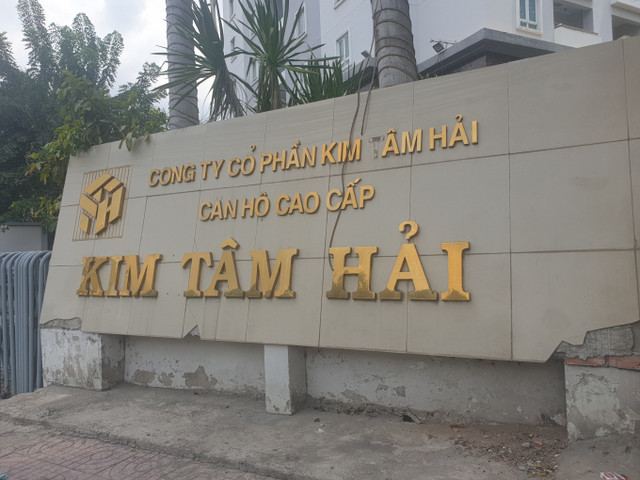 CONG TY CỔ PHẦN KIM TÂM HẢI
CAN HỘ CAO CẤP
KIM TÂM HẢI